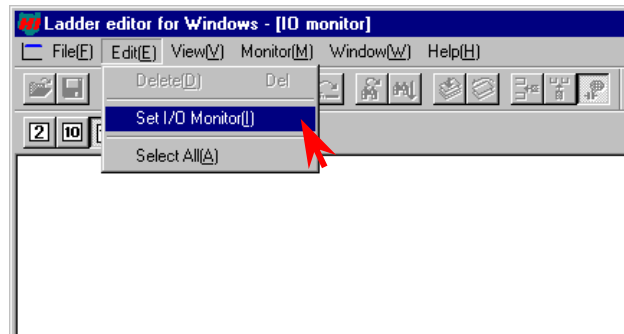 Ladder editor for Windows - [IO monitor]
File(F) Edit(E) View(V) Monitor(M) Window(W) Help(H)
Delete(D) Del
Set I/O Monitor(I)
2 10
Select All(A)